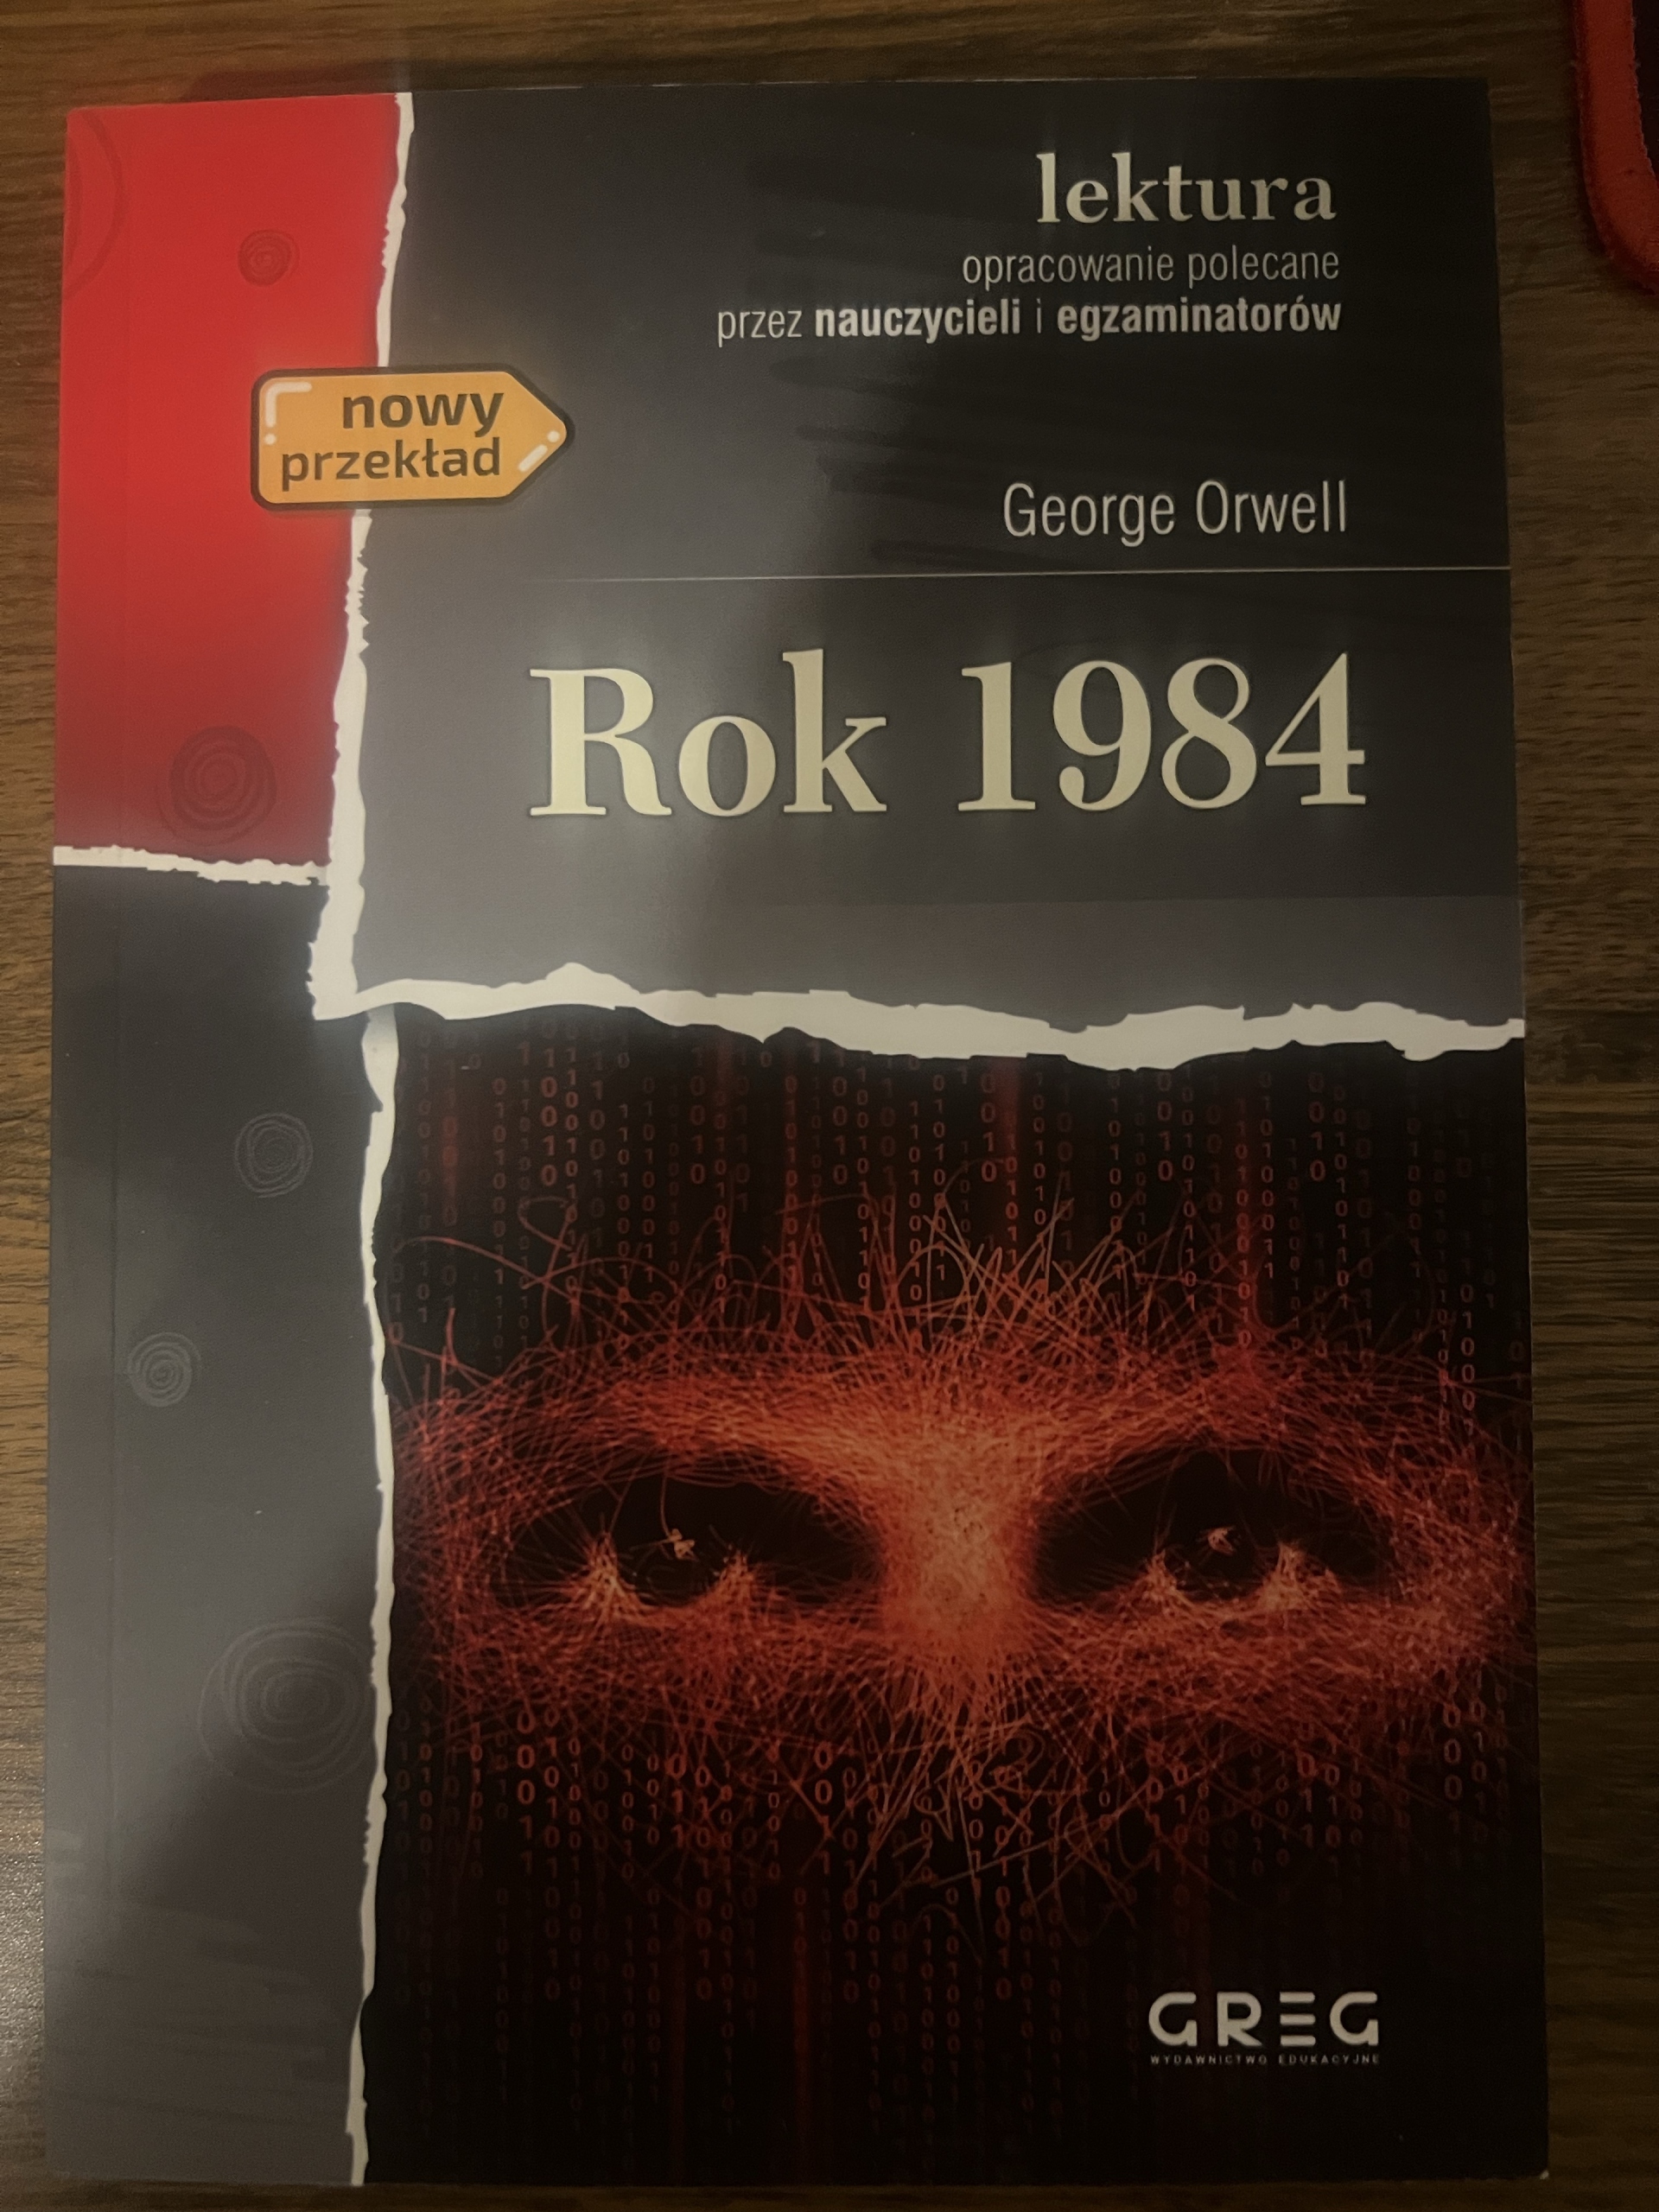 lektura
opracowanie polecane
przez nauczycieli i egzaminatorów
nowy
przekład
George Orwell
Rok 1984
GREG
WYDAWNICTWO EDUKACYJNE